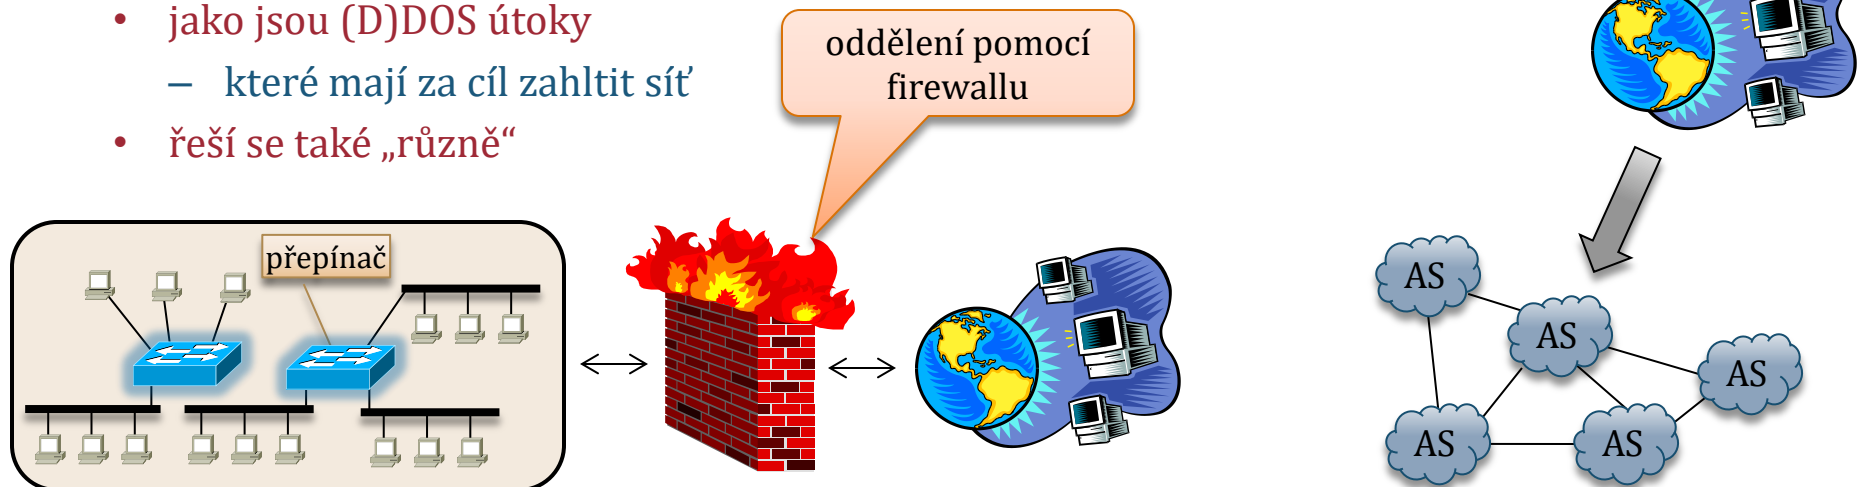 • jako jsou (D)DOS útoky
– které mají za cíl zahltit síť
• řeší se také „různě“
oddělení pomocí
firewallu
přepínač
AS
AS
AS
AS
AS